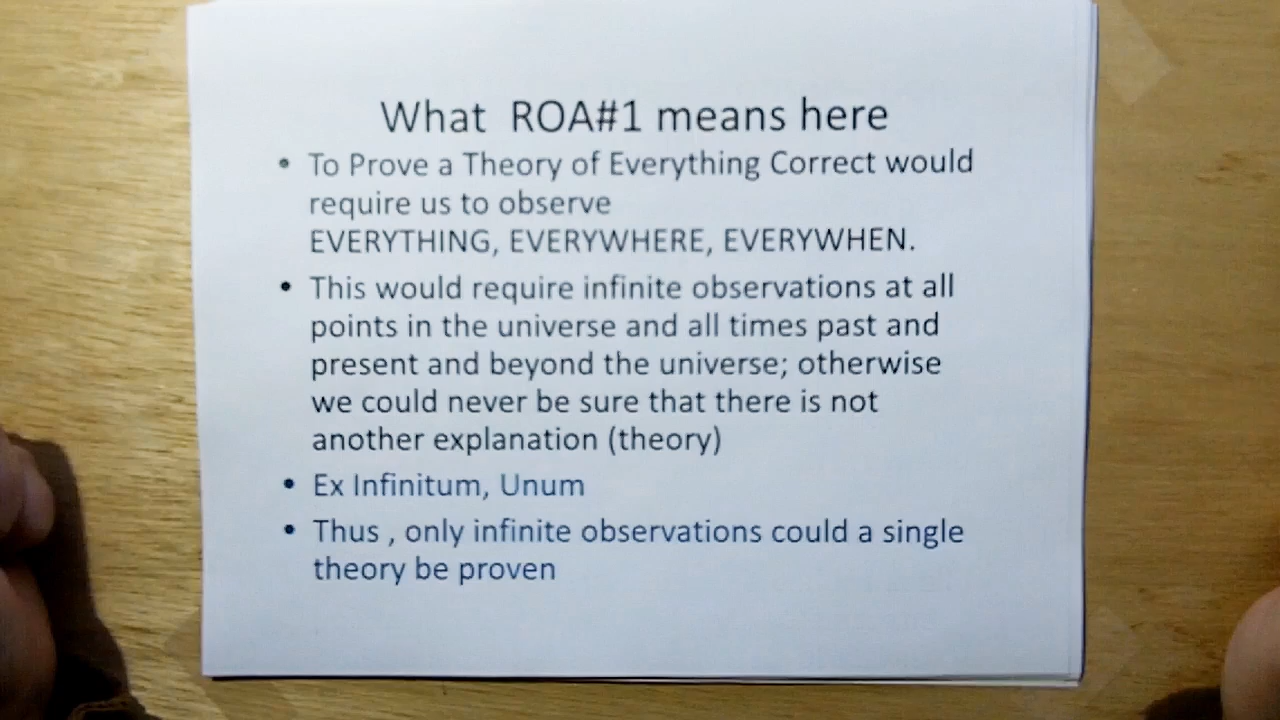 What ROA#1 means here
• To Prove a Theory of Everything Correct would
require us to observe
EVERYTHING, EVERYWHERE, EVERYWHEN.
• This would require infinite observations at all
points in the universe and all times past and
present and beyond the universe; otherwise
we could never be sure that there is not
another explanation (theory)
• Ex Infinitum, Unum
• Thus , only infinite observations could a single
theory be proven